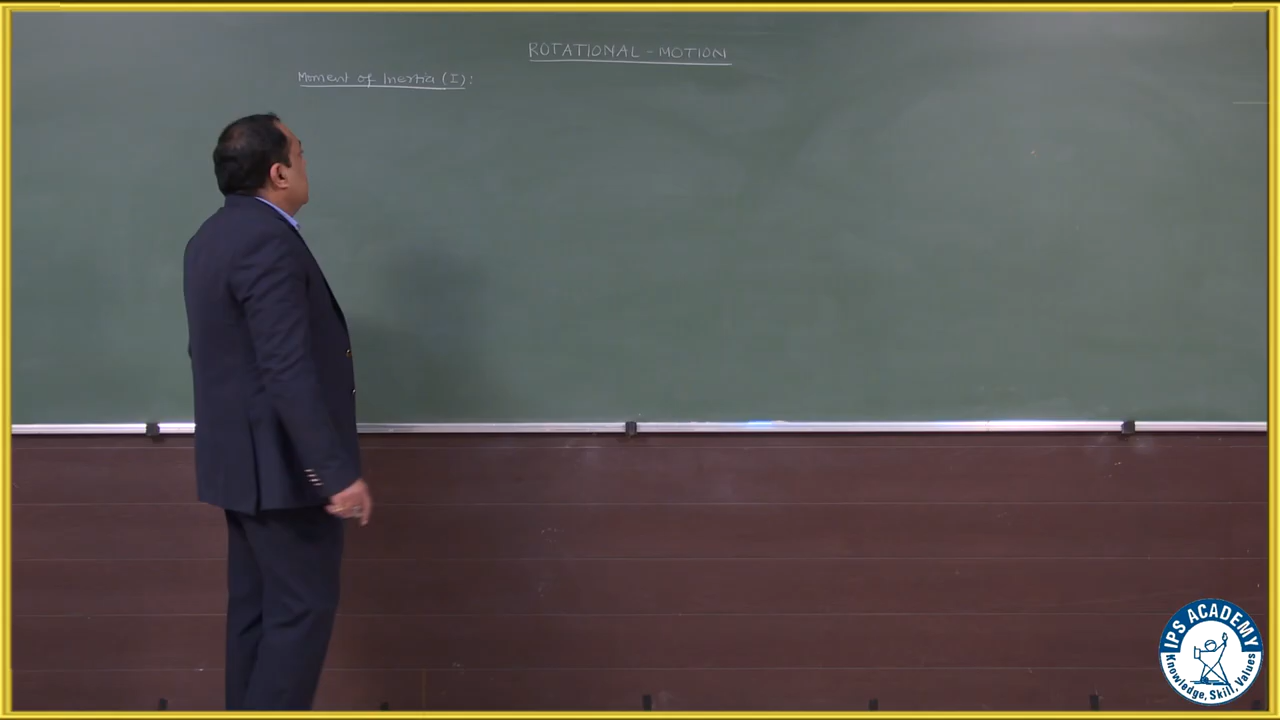 ROTATIONAL - MOTION
Moment of Inertia (I):
IPS ACADEMY
Knowledge, Skill, Values